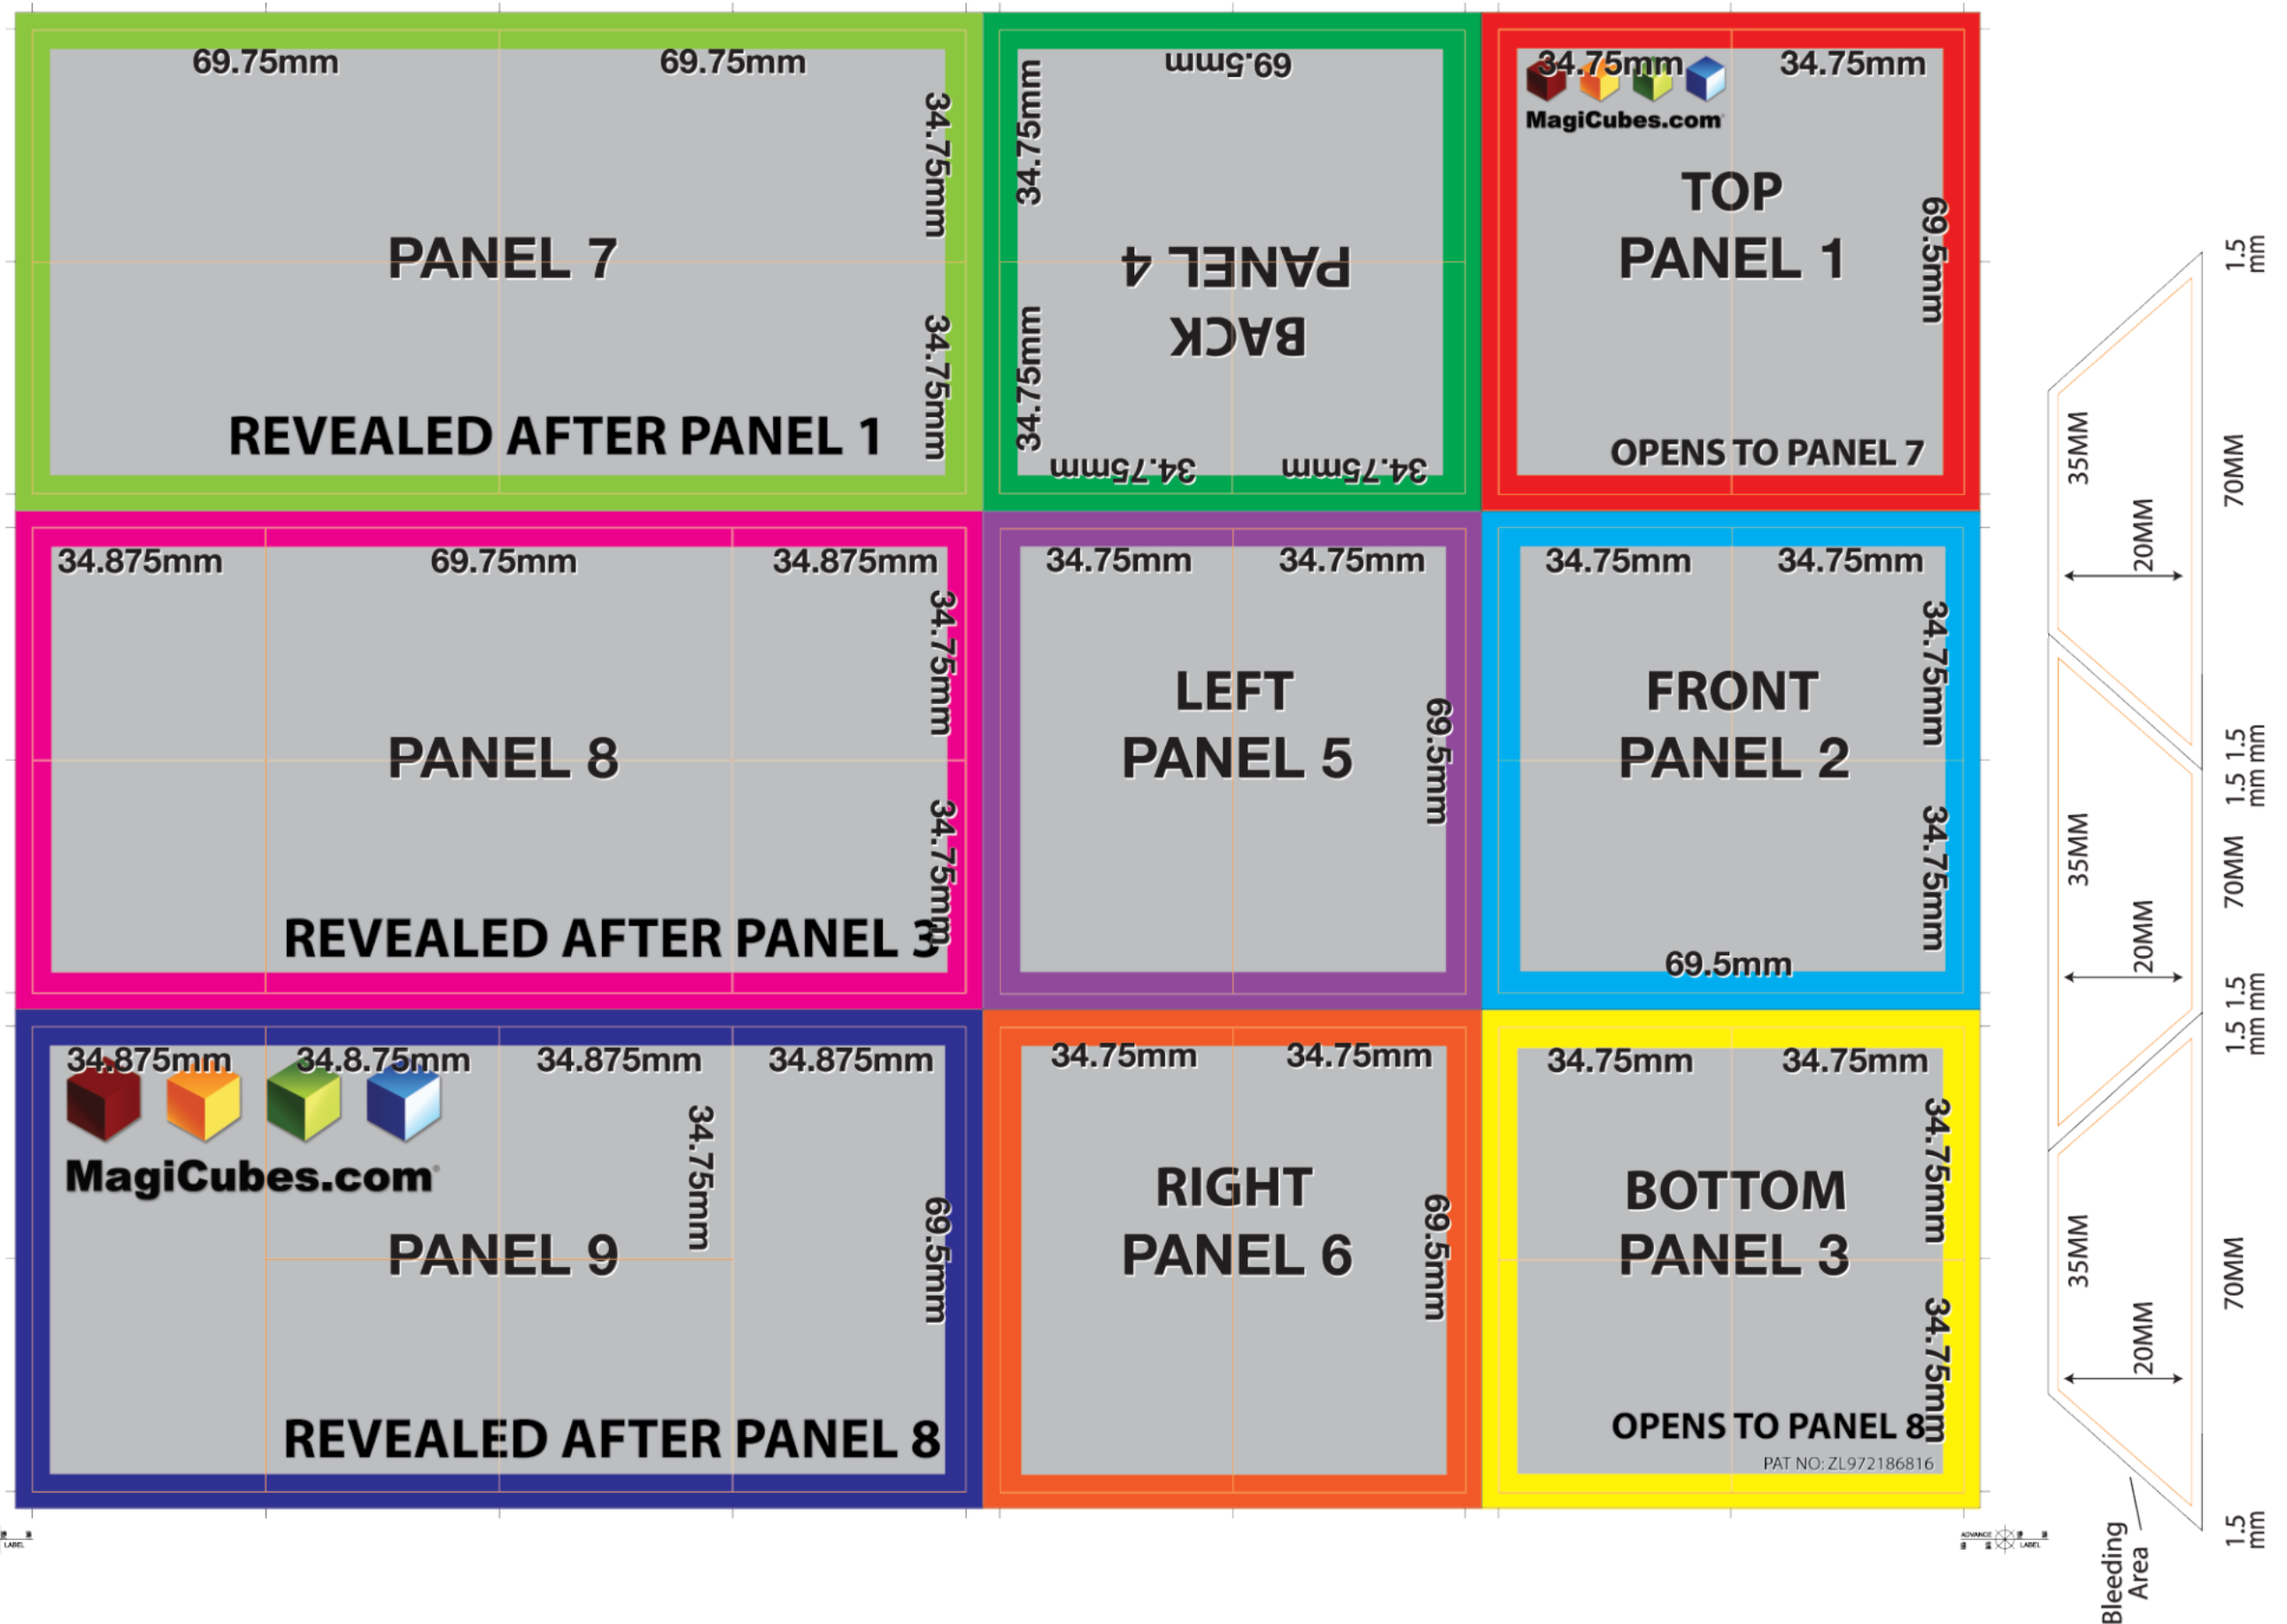 69.75mm
69.75mm
34.75mm
PANEL 7
34.75mm
REVEALED AFTER PANEL 1
69.5mm
34.75mm
PANEL 4
BACK
34.75mm
34.75mm
34.75mm
34.75mm
34.75mm
MagiCubes.com
TOP
PANEL 1
69.5mm
OPENS TO PANEL 7
34.875mm
69.75mm
34.875mm
34.75mm
PANEL 8
34.75mm
REVEALED AFTER PANEL 3
34.75mm
34.75mm
LEFT
PANEL 5
69.5mm
34.75mm
34.75mm
34.75mm
FRONT
PANEL 2
34.75mm
69.5mm
34.875mm
34.8.75mm
34.875mm
34.875mm
MagiCubes.com
34.75mm
PANEL 9
69.5mm
REVEALED AFTER PANEL 8
34.75mm
34.75mm
RIGHT
PANEL 6
69.5mm
34.75mm
34.75mm
34.75mm
BOTTOM
PANEL 3
34.75mm
OPENS TO PANEL 8
PAT NO: ZL972186816
1.5
mm
35MM
70MM
20MM
1.5 1.5
mm mm
35MM
70MM
20MM
1.5 1.5
mm mm
35MM
70MM
20MM
1.5
mm
Bleeding
Area
LABEL
ADVANCE
LABEL